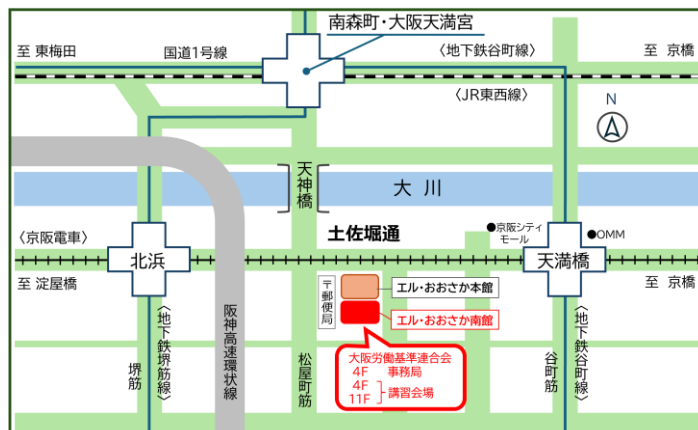 南森町・大阪天満宮
至 東梅田
国道1号線
〈地下鉄谷町線〉
至 京橋
〈JR東西線〉
N
天神橋
大川
〈京阪電車〉
北浜
土佐堀通
●京阪シティモール
●OMM
天満橋
至 淀屋橋
至 京橋
〒郵便局
エル・おおさか本館
エル・おおさか南館
大阪労働基準連合会
4F 事務局
4F
11F
講習会場
堺筋
〈地下鉄堺筋線〉
阪神高速環状線
松屋町筋
谷町筋
〈地下鉄谷町線〉